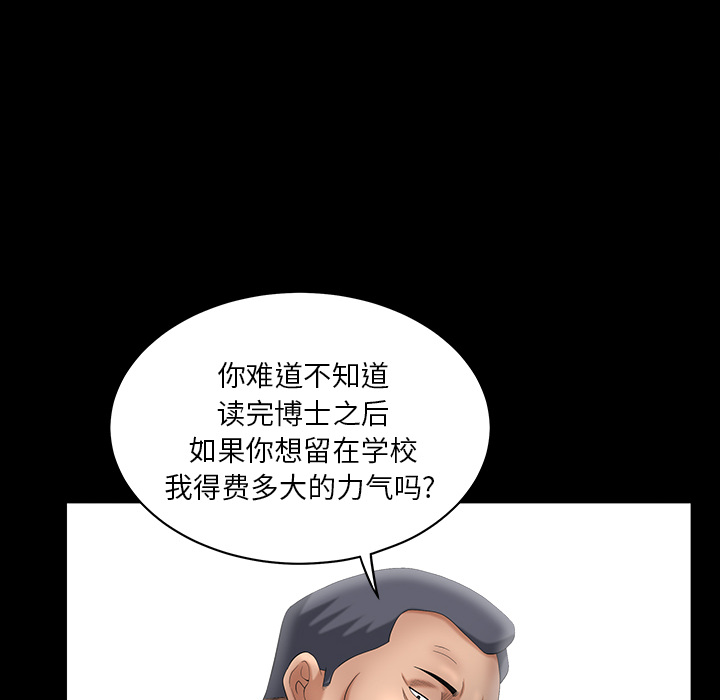 你难道不知道
读完博士之后
如果你想留在学校
我得费多大的力气吗?